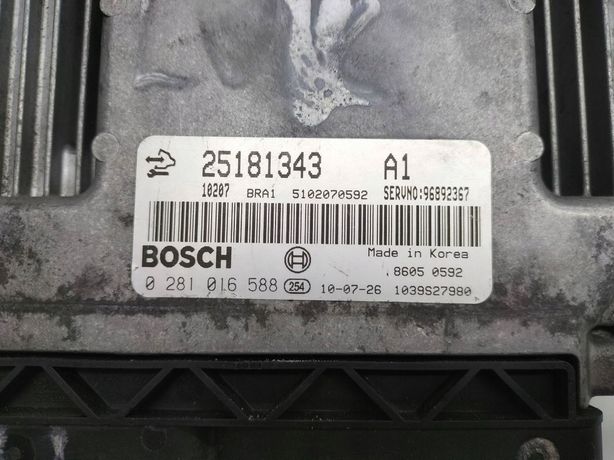 25181343 A1
10207 BRA1 5102070592 SERVNO:96892367
BOSCH Made in Korea
8605 0592
0 281 016 588 254 10-07-26 1039S27980